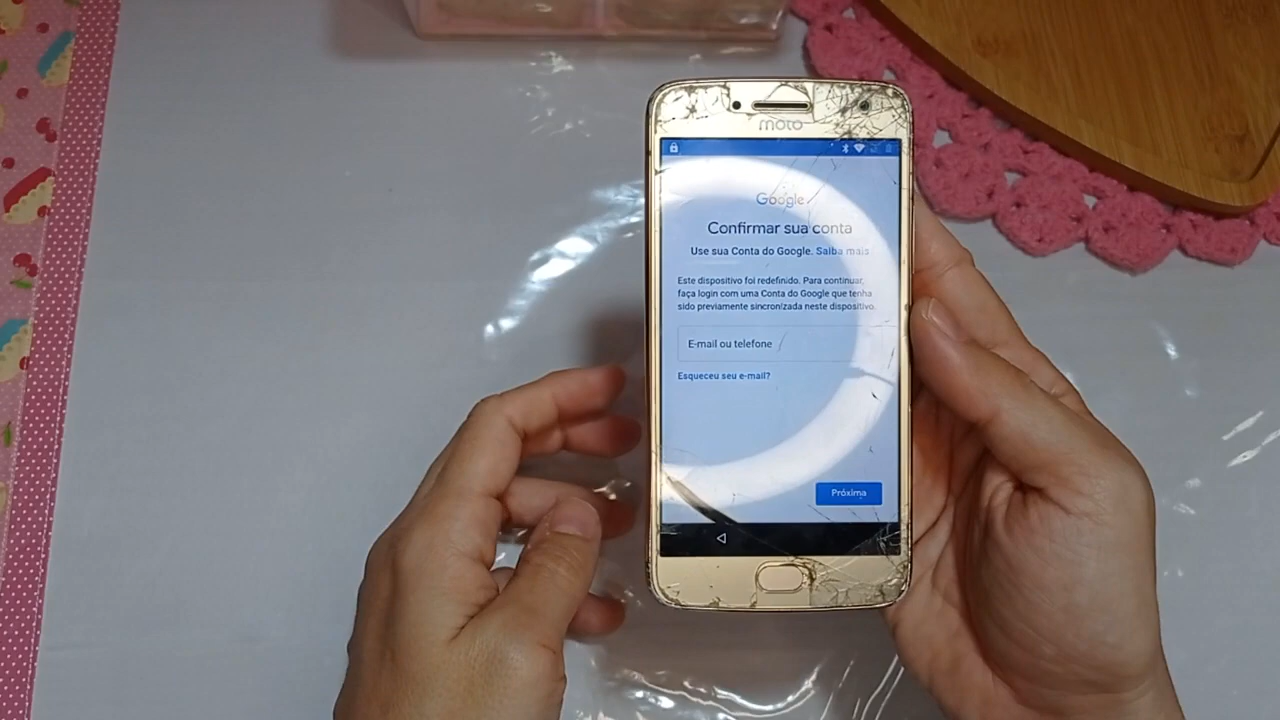 moto
Google
Confirmar sua conta
Use sua Conta do Google. Saiba mais
Este dispositivo foi redefinido. Para continuar,
faça login com uma Conta do Google que tenha
sido previamente sincronizada neste dispositivo.
E-mail ou telefone
Esqueceu seu e-mail?
Próxima